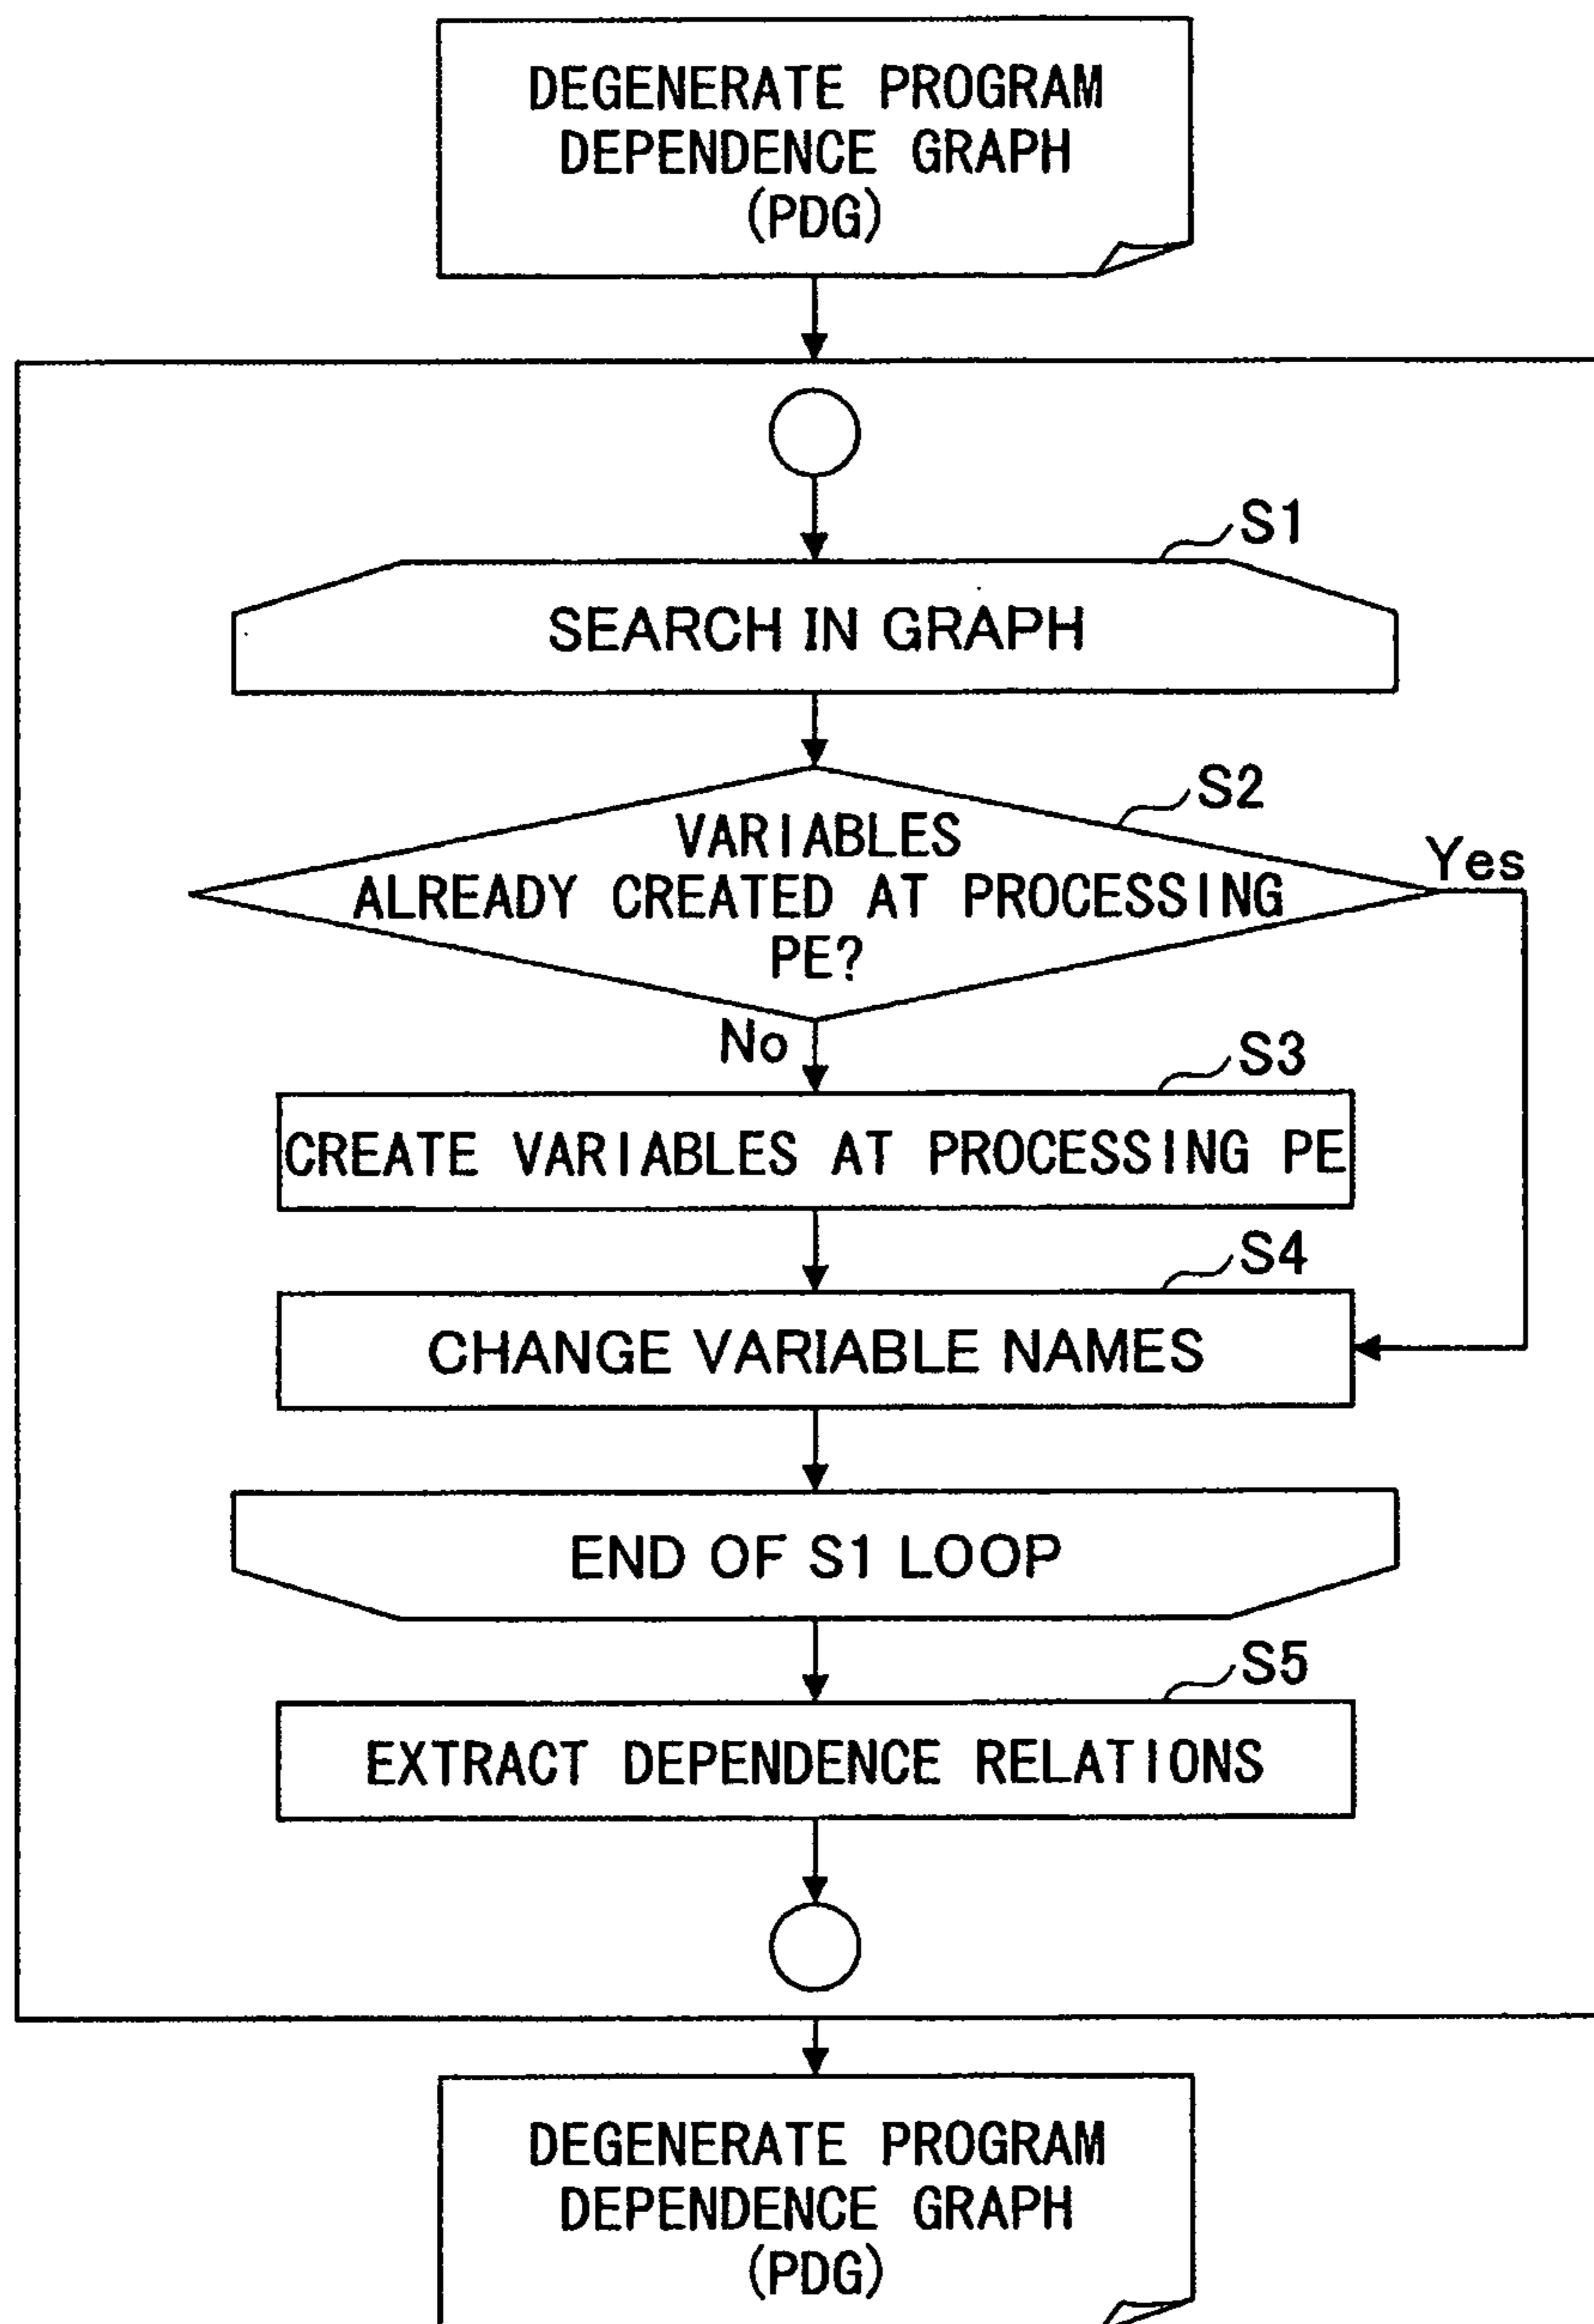 DEGENERATE PROGRAM
DEPENDENCE GRAPH
(PDG)
S1
SEARCH IN GRAPH
S2
VARIABLES
ALREADY CREATED AT PROCESSING
PE?
Yes
No
S3
CREATE VARIABLES AT PROCESSING PE
S4
CHANGE VARIABLE NAMES
END OF S1 LOOP
S5
EXTRACT DEPENDENCE RELATIONS
DEGENERATE PROGRAM
DEPENDENCE GRAPH
(PDG)